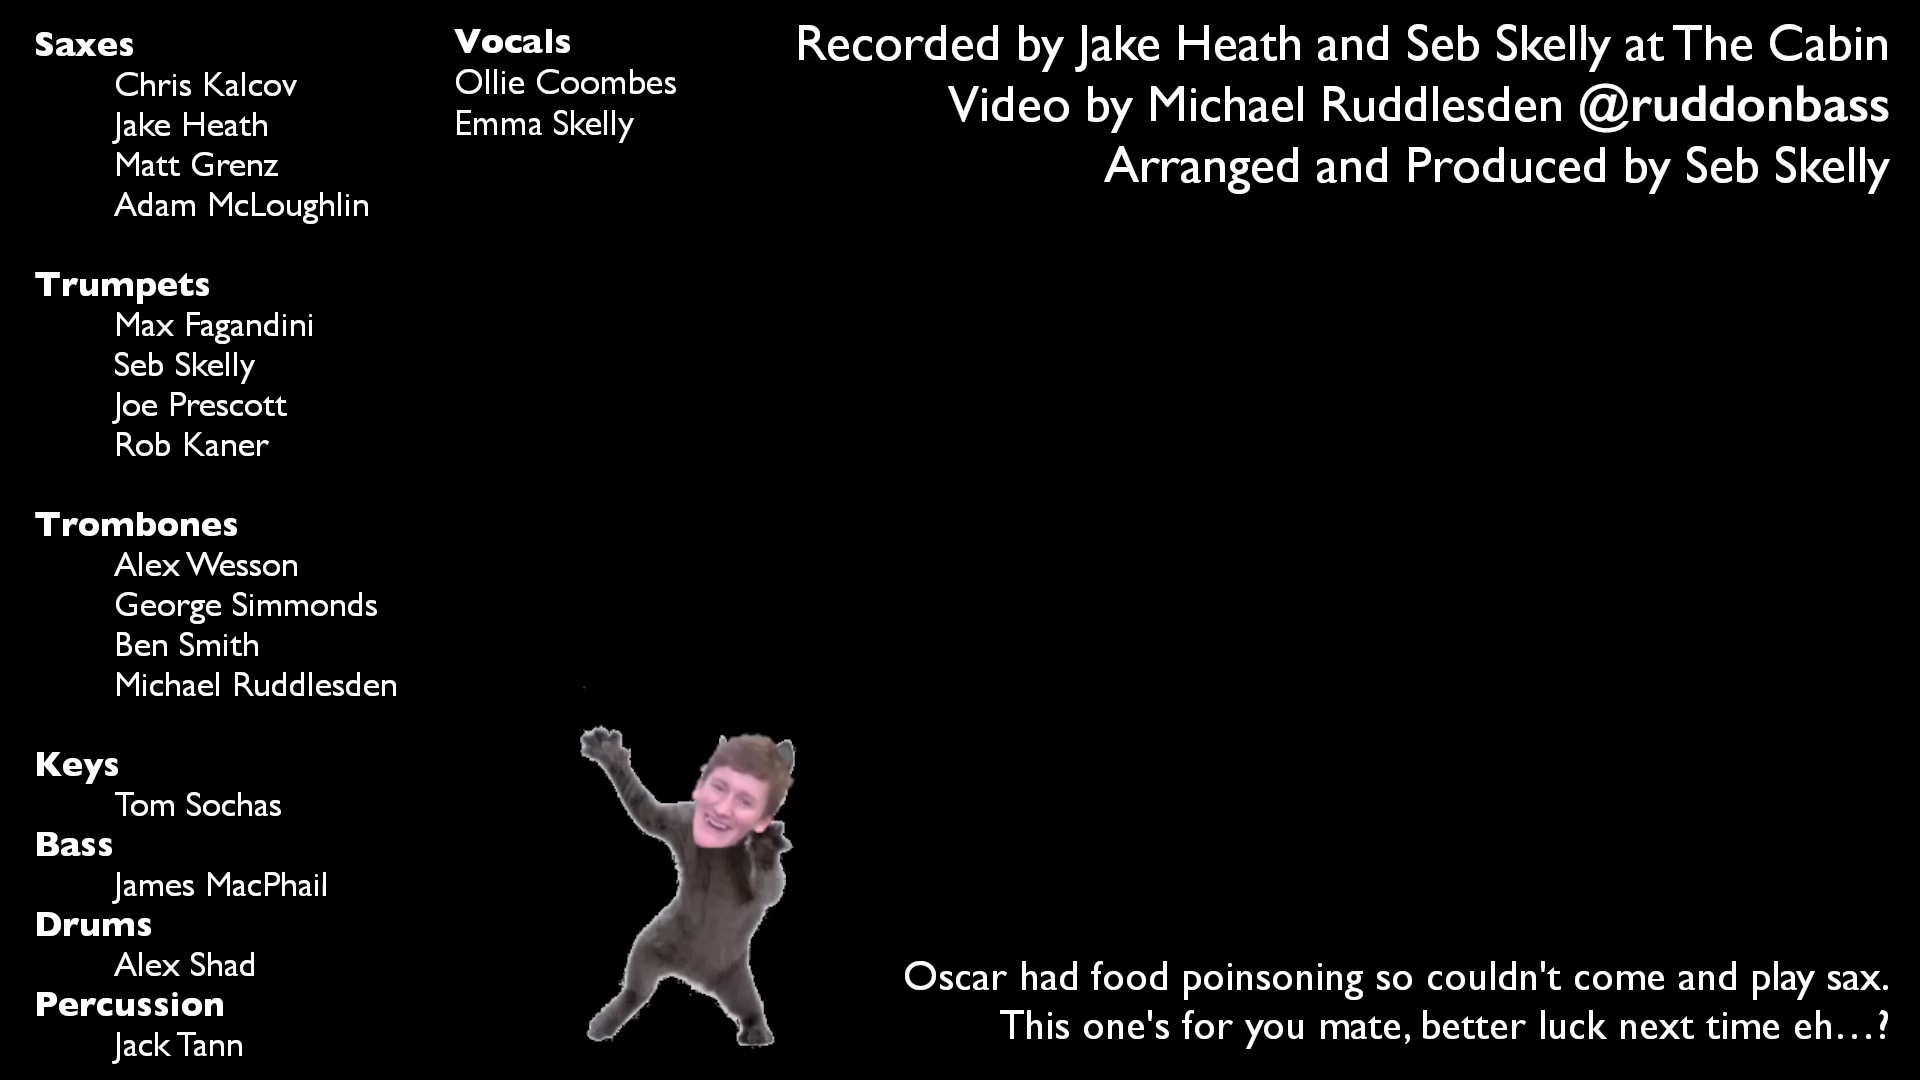 Saxes
Chris Kalcov
Jake Heath
Matt Grenz
Adam McLoughlin
Trumpets
Max Fagandini
Seb Skelly
Joe Prescott
Rob Kaner
Trombones
Alex Wesson
George Simmonds
Ben Smith
Michael Ruddlesden
Keys
Tom Sochas
Bass
James MacPhail
Drums
Alex Shad
Percussion
Jack Tann
Vocals
Ollie Coombes
Emma Skelly
Recorded by Jake Heath and Seb Skelly at The Cabin
Video by Michael Ruddlesden @ruddonbass
Arranged and Produced by Seb Skelly
Oscar had food poinsoning so couldn't come and play sax.
This one's for you mate, better luck next time eh…?